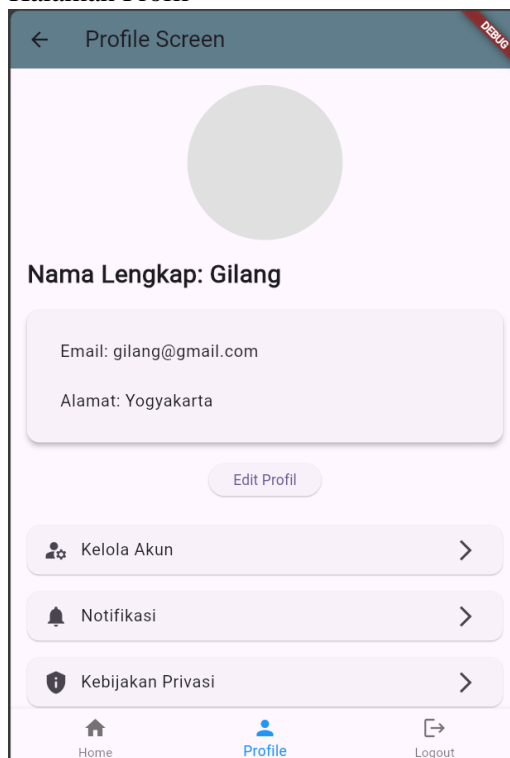 Profile Screen
DEBUG
Nama Lengkap: Gilang
Email: gilang@gmail.com
Alamat: Yogyakarta
Edit Profil
Kelola Akun
Notifikasi
Kebijakan Privasi
Home
Profile
Logout